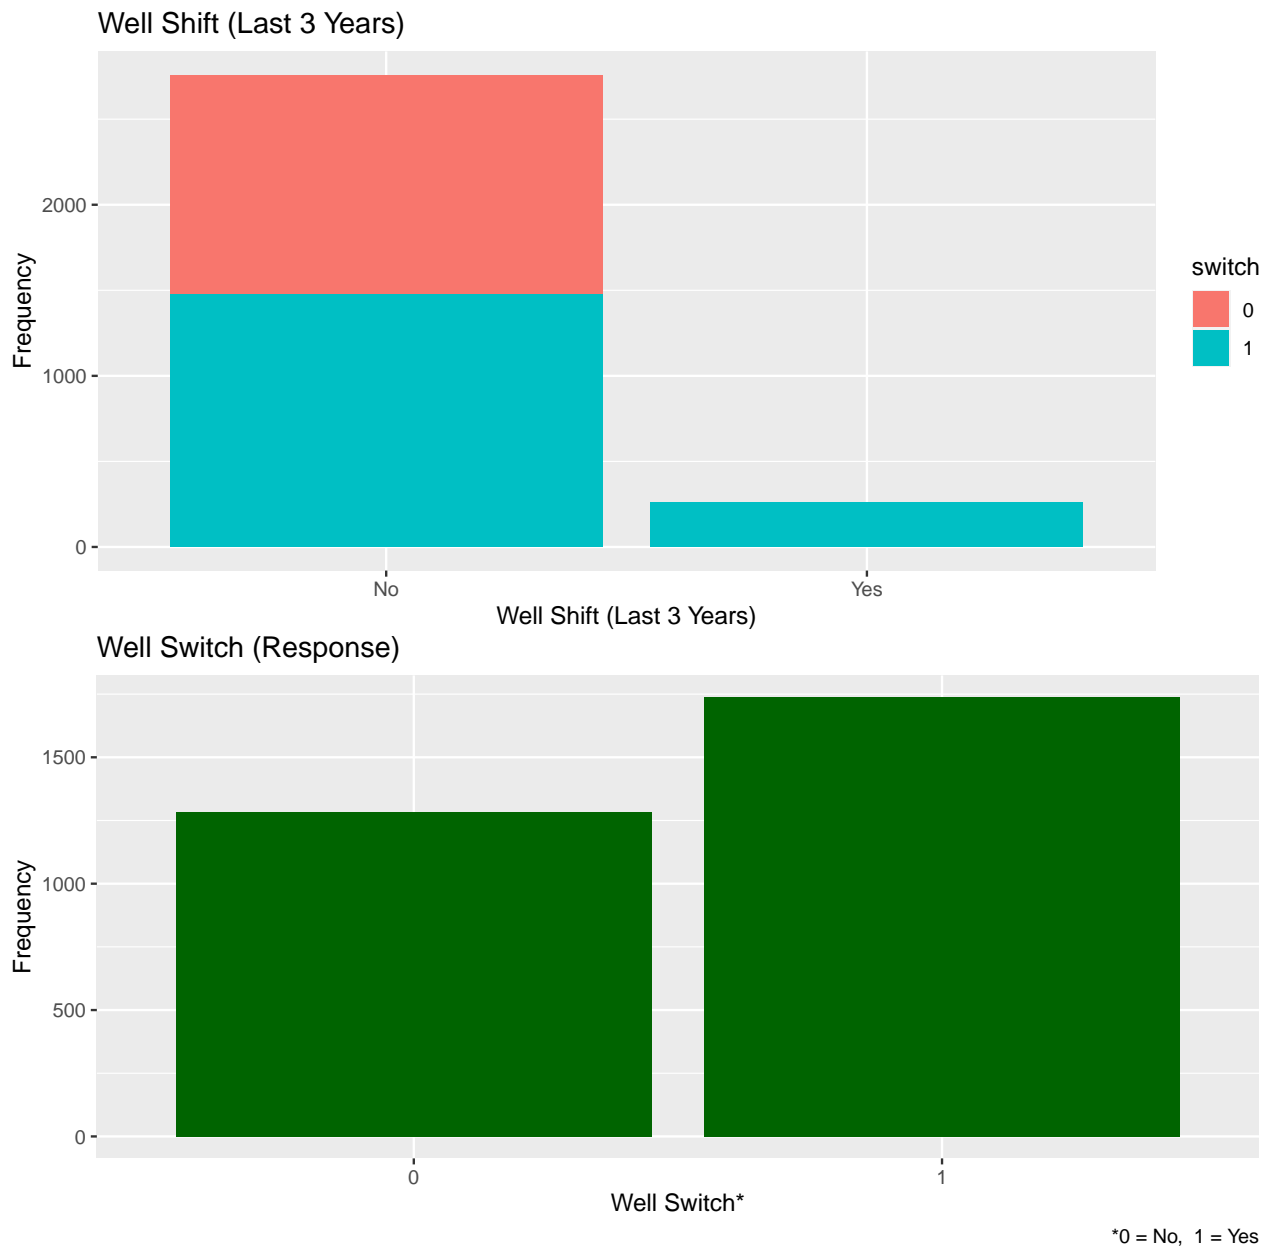 Well Shift (Last 3 Years)
Frequency
2000
1000
0
No
Yes
Well Shift (Last 3 Years)
switch
0
1
Well Switch (Response)
Frequency
1500
1000
500
0
0
1
Well Switch*
*0 = No,  1 = Yes